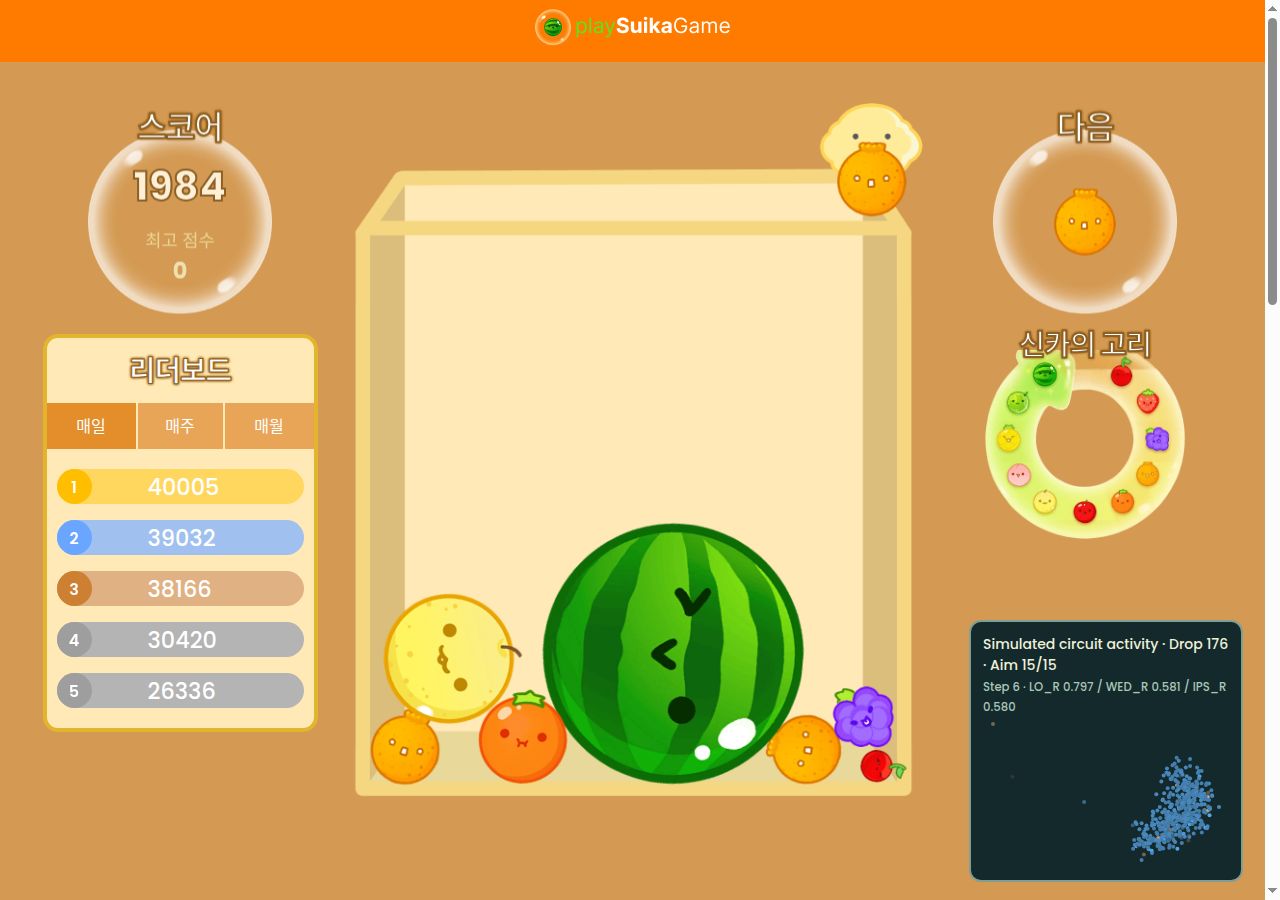 playSuikaGame
스코어
1984
최고 점수
0
리더보드
매일 매주 매월
1 40005
2 39032
3 38166
4 30420
5 26336
다음
신카의 고리
Simulated circuit activity · Drop 176
· Aim 15/15
Step 6 · LO_R 0.797 / WED_R 0.581 / IPS_R
0.580